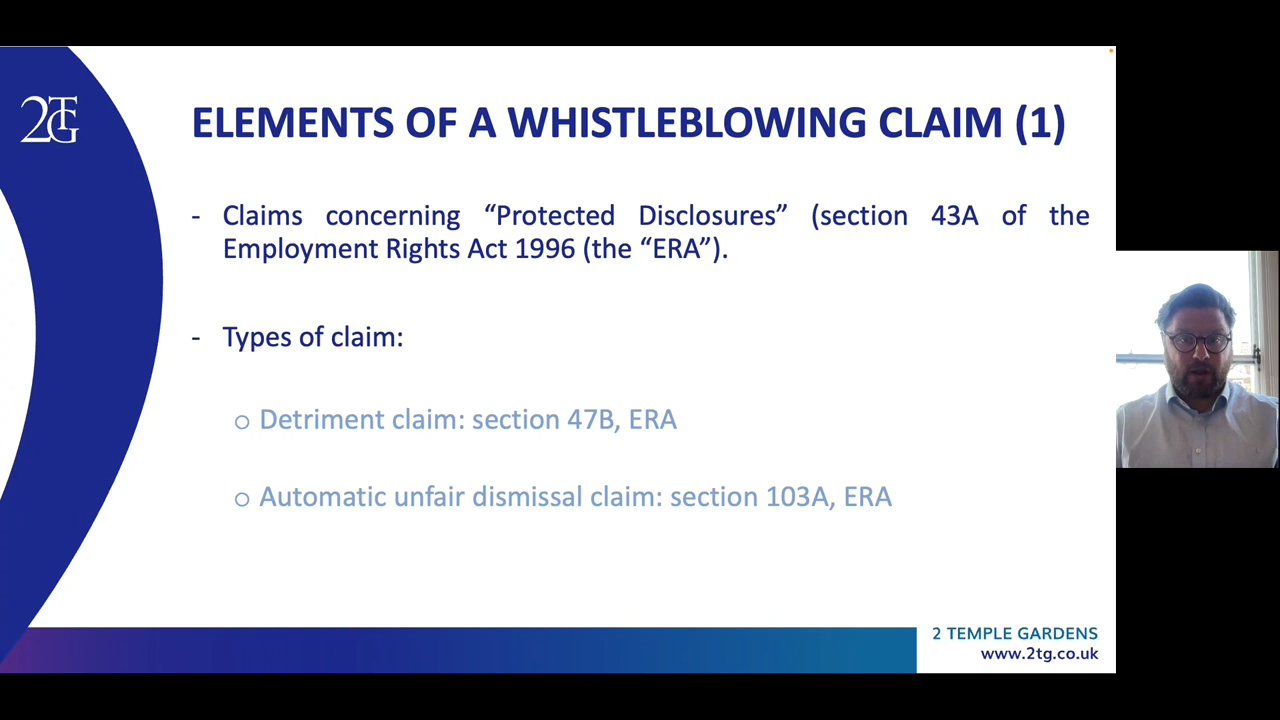 2TG
ELEMENTS OF A WHISTLEBLOWING CLAIM (1)
- Claims concerning “Protected Disclosures” (section 43A of the
Employment Rights Act 1996 (the “ERA”).
- Types of claim:
o Detriment claim: section 47B, ERA
o Automatic unfair dismissal claim: section 103A, ERA
2 TEMPLE GARDENS
www.2tg.co.uk